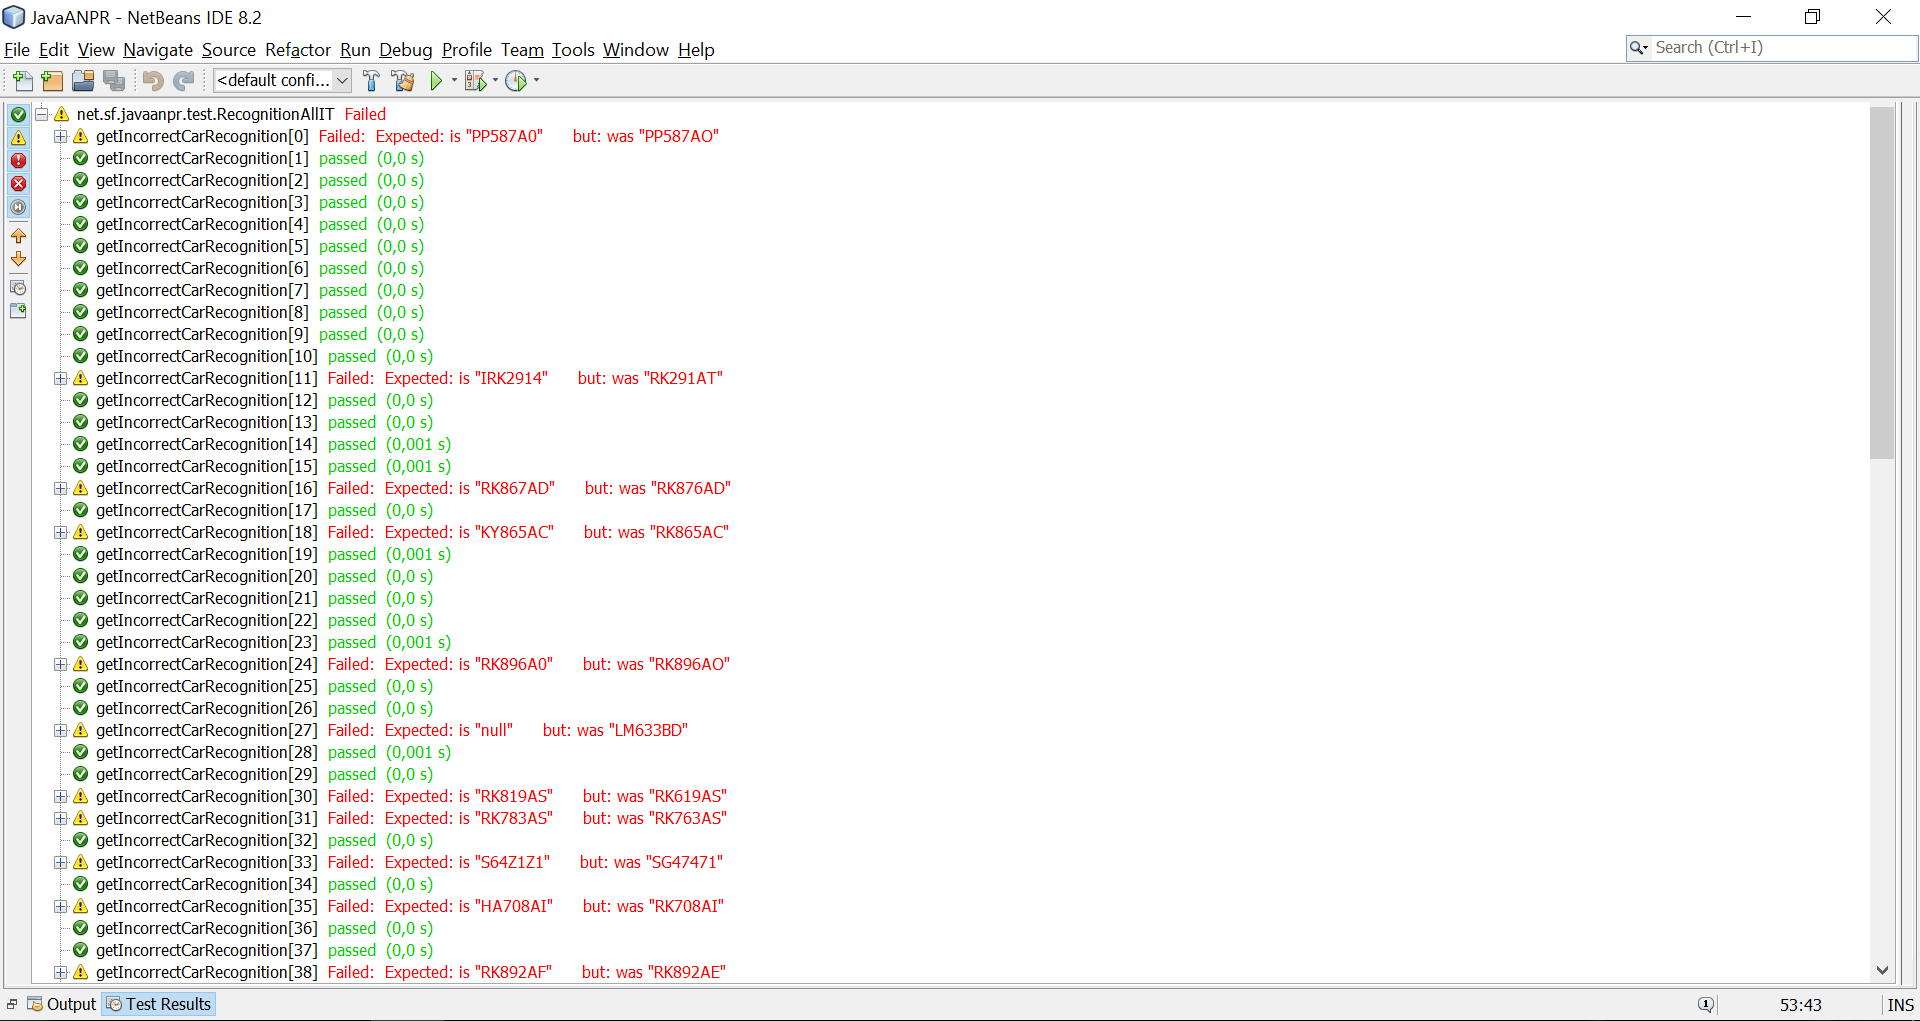 JavaANPR - NetBeans IDE 8.2
File Edit View Navigate Source Refactor Run Debug Profile Team Tools Window Help
Search (Ctrl+I)
<default confi...
net.sf.javaanpr.test.RecognitionAllIT Failed
getIncorrectCarRecognition[0] Failed: Expected: is "PP587A0" but: was "PP587AO"
getIncorrectCarRecognition[1] passed (0,0 s)
getIncorrectCarRecognition[2] passed (0,0 s)
getIncorrectCarRecognition[3] passed (0,0 s)
getIncorrectCarRecognition[4] passed (0,0 s)
getIncorrectCarRecognition[5] passed (0,0 s)
getIncorrectCarRecognition[6] passed (0,0 s)
getIncorrectCarRecognition[7] passed (0,0 s)
getIncorrectCarRecognition[8] passed (0,0 s)
getIncorrectCarRecognition[9] passed (0,0 s)
getIncorrectCarRecognition[10] passed (0,0 s)
getIncorrectCarRecognition[11] Failed: Expected: is "IRK2914" but: was "RK291AT"
getIncorrectCarRecognition[12] passed (0,0 s)
getIncorrectCarRecognition[13] passed (0,0 s)
getIncorrectCarRecognition[14] passed (0,001 s)
getIncorrectCarRecognition[15] passed (0,001 s)
getIncorrectCarRecognition[16] Failed: Expected: is "RK867AD" but: was "RK876AD"
getIncorrectCarRecognition[17] passed (0,0 s)
getIncorrectCarRecognition[18] Failed: Expected: is "KY865AC" but: was "RK865AC"
getIncorrectCarRecognition[19] passed (0,001 s)
getIncorrectCarRecognition[20] passed (0,0 s)
getIncorrectCarRecognition[21] passed (0,0 s)
getIncorrectCarRecognition[22] passed (0,0 s)
getIncorrectCarRecognition[23] passed (0,001 s)
getIncorrectCarRecognition[24] Failed: Expected: is "RK896A0" but: was "RK896AO"
getIncorrectCarRecognition[25] passed (0,0 s)
getIncorrectCarRecognition[26] passed (0,0 s)
getIncorrectCarRecognition[27] Failed: Expected: is "null" but: was "LM633BD"
getIncorrectCarRecognition[28] passed (0,001 s)
getIncorrectCarRecognition[29] passed (0,0 s)
getIncorrectCarRecognition[30] Failed: Expected: is "RK819AS" but: was "RK619AS"
getIncorrectCarRecognition[31] Failed: Expected: is "RK783AS" but: was "RK763AS"
getIncorrectCarRecognition[32] passed (0,0 s)
getIncorrectCarRecognition[33] Failed: Expected: is "S64Z1Z1" but: was "SG47471"
getIncorrectCarRecognition[34] passed (0,0 s)
getIncorrectCarRecognition[35] Failed: Expected: is "HA708AI" but: was "RK708AI"
getIncorrectCarRecognition[36] passed (0,0 s)
getIncorrectCarRecognition[37] passed (0,0 s)
getIncorrectCarRecognition[38] Failed: Expected: is "RK892AF" but: was "RK892AE"
Output Test Results
1 53:43 INS